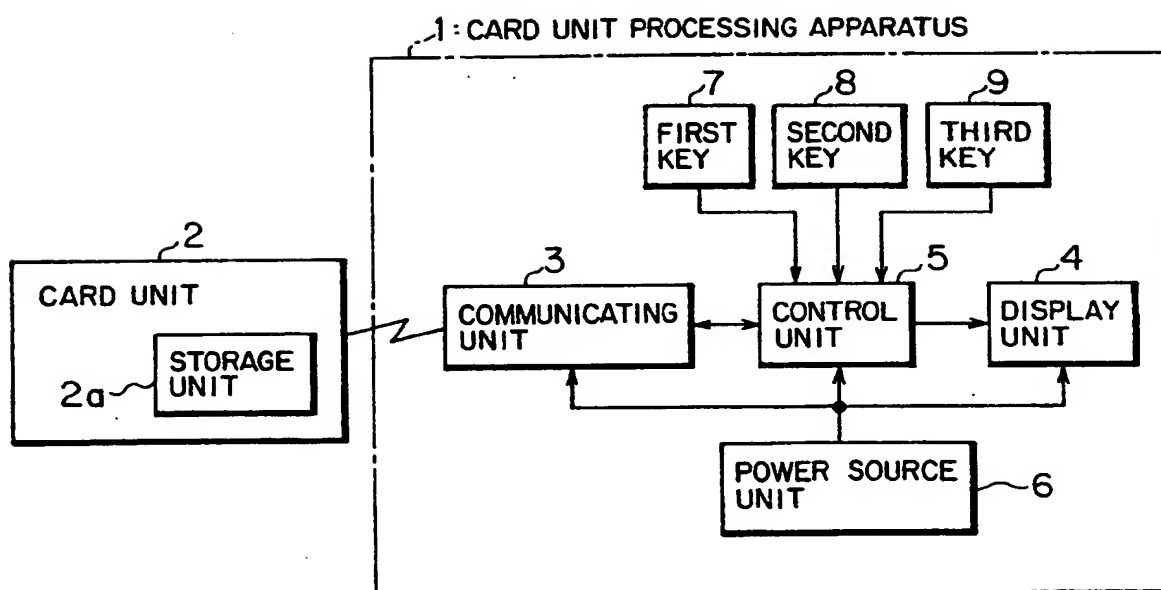 1: CARD UNIT PROCESSING APPARATUS
7
8
9
FIRST
KEY
SECOND
KEY
THIRD
KEY
2
CARD UNIT
STORAGE
UNIT
2a
3
COMMUNICATING
UNIT
5
CONTROL
UNIT
4
DISPLAY
UNIT
POWER SOURCE
UNIT
6